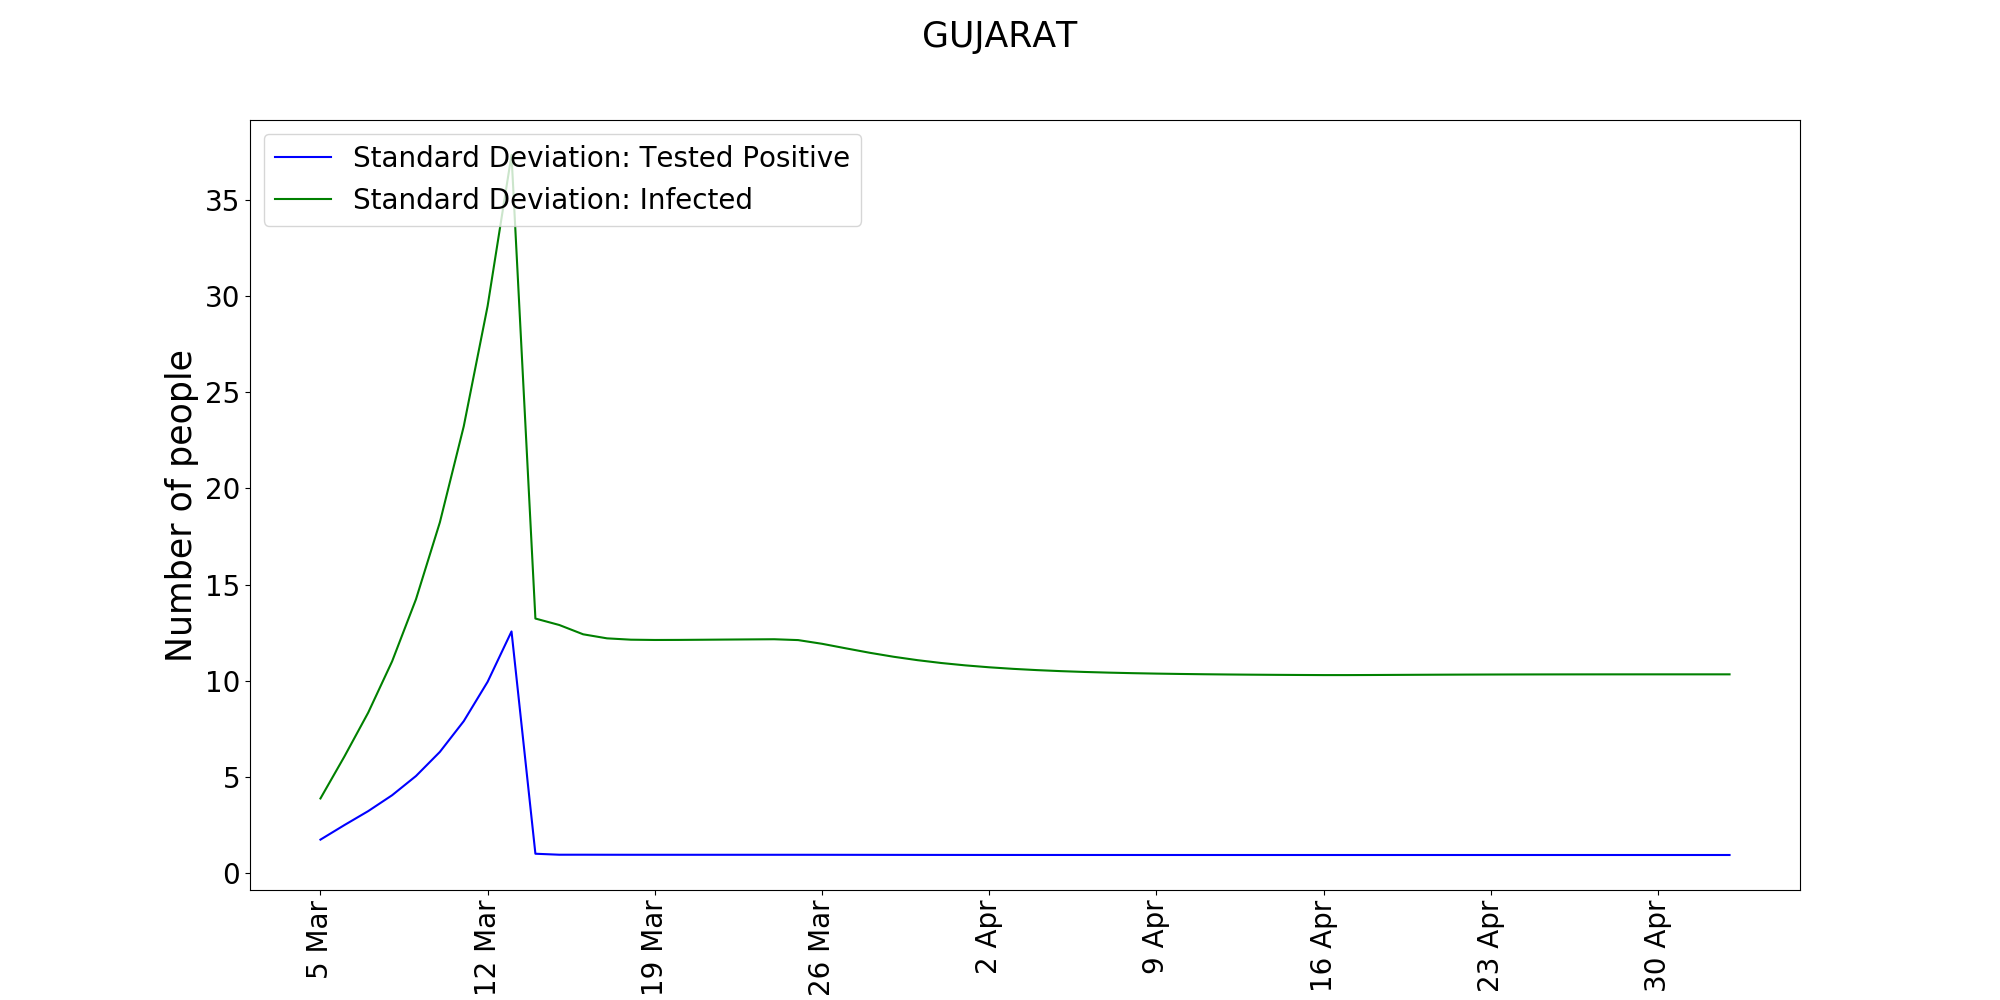 GUJARAT
Standard Deviation: Tested Positive
Standard Deviation: Infected
Number of people
35
30
25
20
15
10
5
0
5 Mar
12 Mar
19 Mar
26 Mar
2 Apr
9 Apr
16 Apr
23 Apr
30 Apr